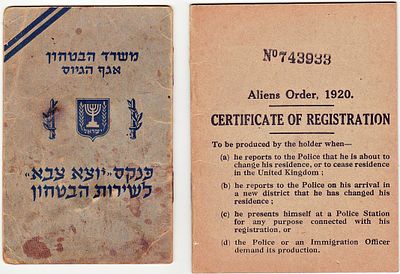 משרד הבטחון
אגף הגיוס
ישראל
פנקס "יוצא צבא"
לשירות הבטחון
Nº 743933
Aliens Order, 1920.
CERTIFICATE OF REGISTRATION
To be produced by the holder when—
(a) he reports to the Police that he is about to
change his residence, or to cease residence
in the United Kingdom ;
(b) he reports to the Police on his arrival in
a new district that he has changed his
residence ;
(c) he presents himself at a Police Station
for any purpose connected with his
registration, or
(d) the Police or an Immigration Officer
demand its production.